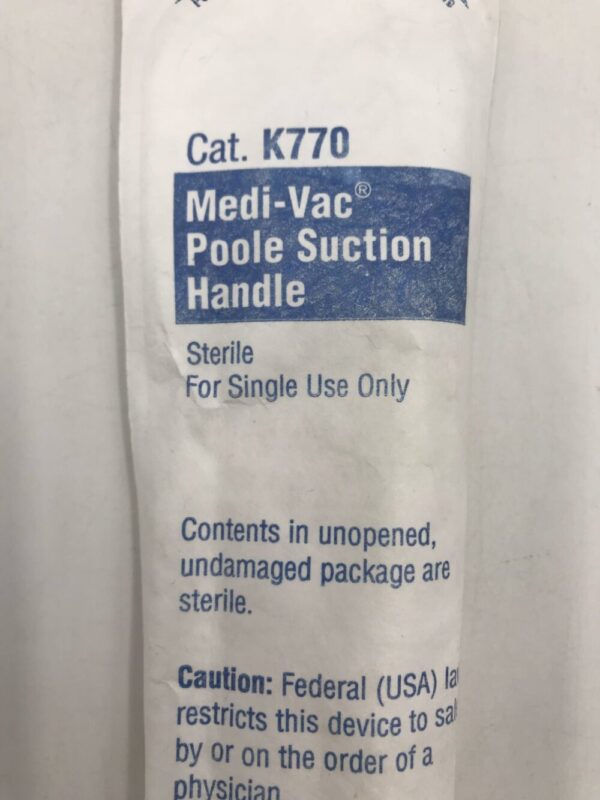 Cat. K770
Medi-Vac®
Poole Suction
Handle
Sterile
For Single Use Only
Contents in unopened,
undamaged package are
sterile.
Caution: Federal (USA)
restricts this device to
by or on the order of a
physician